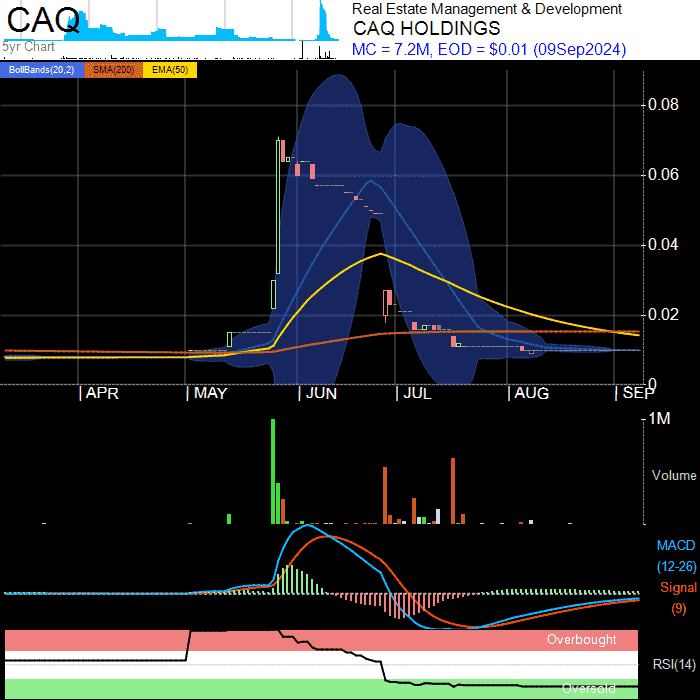 CAQ
5yr Chart
Real Estate Management & Development
CAQ HOLDINGS
MC = 7.2M, EOD = $0.01 (09Sep2024)
BollBands(20,2) SMA(200) EMA(50)
0.08
0.06
0.04
0.02
0
APR MAY JUN JUL AUG SEP
1M
Volume
MACD
(12-26)
Signal
(9)
Overbought
RSI(14)
Oversold